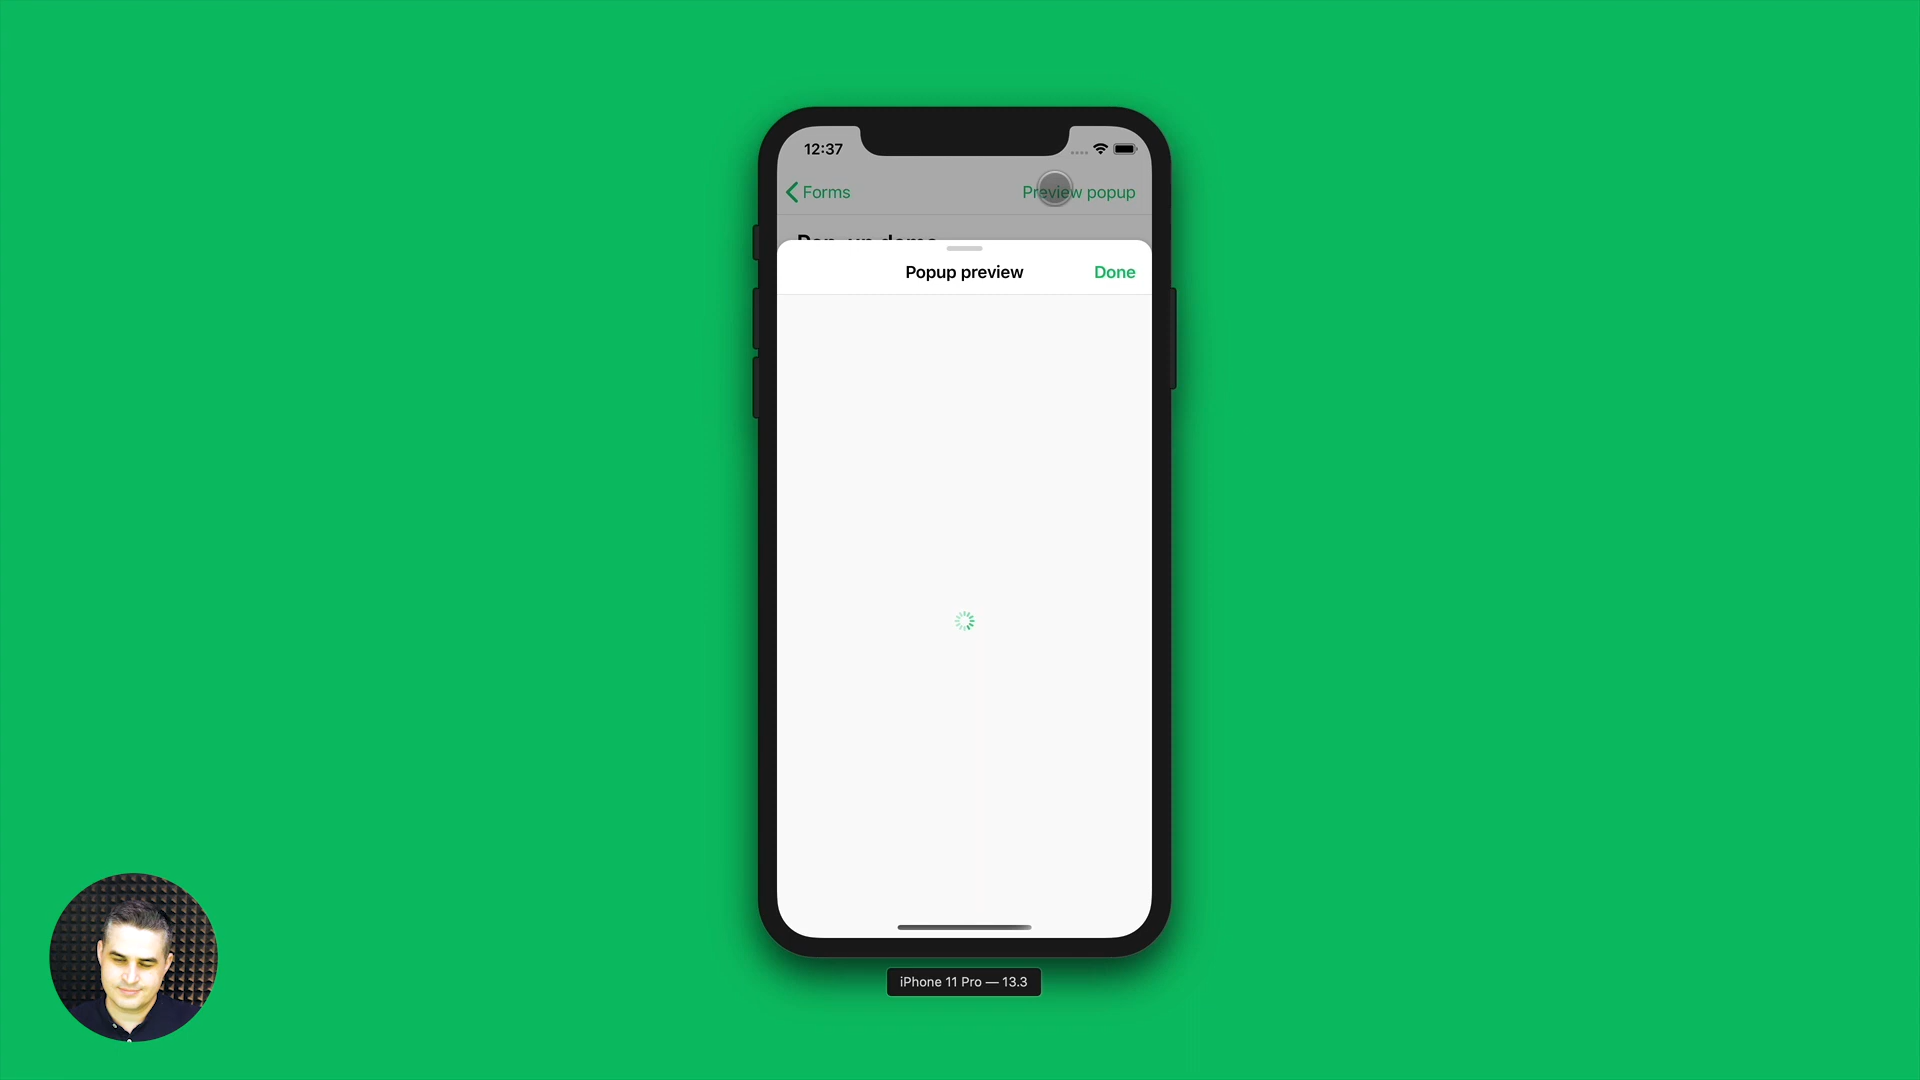 12:37
Forms
Preview popup
Pop-up demo
Popup preview
Done
iPhone 11 Pro — 13.3